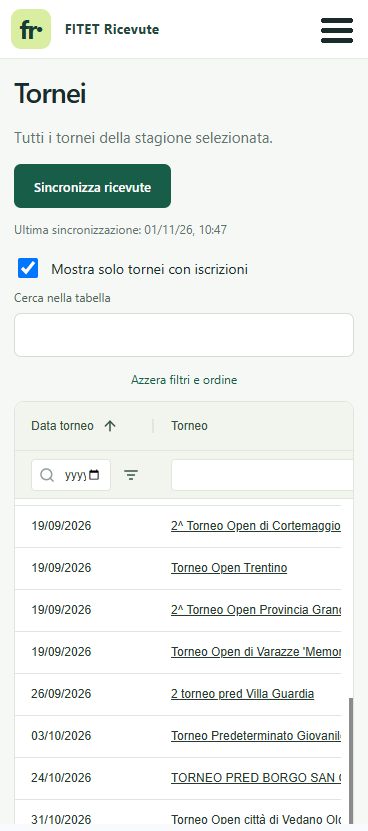 fr FITET Ricevute
Tornei
Tutti i tornei della stagione selezionata.
Sincronizza ricevute
Ultima sincronizzazione: 01/11/26, 10:47
Mostra solo tornei con iscrizioni
Cerca nella tabella
Azzera filtri e ordine
Data torneo Torneo
yyyy
19/09/2026 2^ Torneo Open di Cortemaggio
19/09/2026 Torneo Open Trentino
19/09/2026 2^ Torneo Open Provincia Granc
19/09/2026 Torneo Open di Varazze 'Memor
26/09/2026 2 torneo pred Villa Guardia
03/10/2026 Torneo Predeterminato Giovanil
24/10/2026 TORNEO PRED BORGO SAN
31/10/2026 Torneo Open città di Vedano Olo